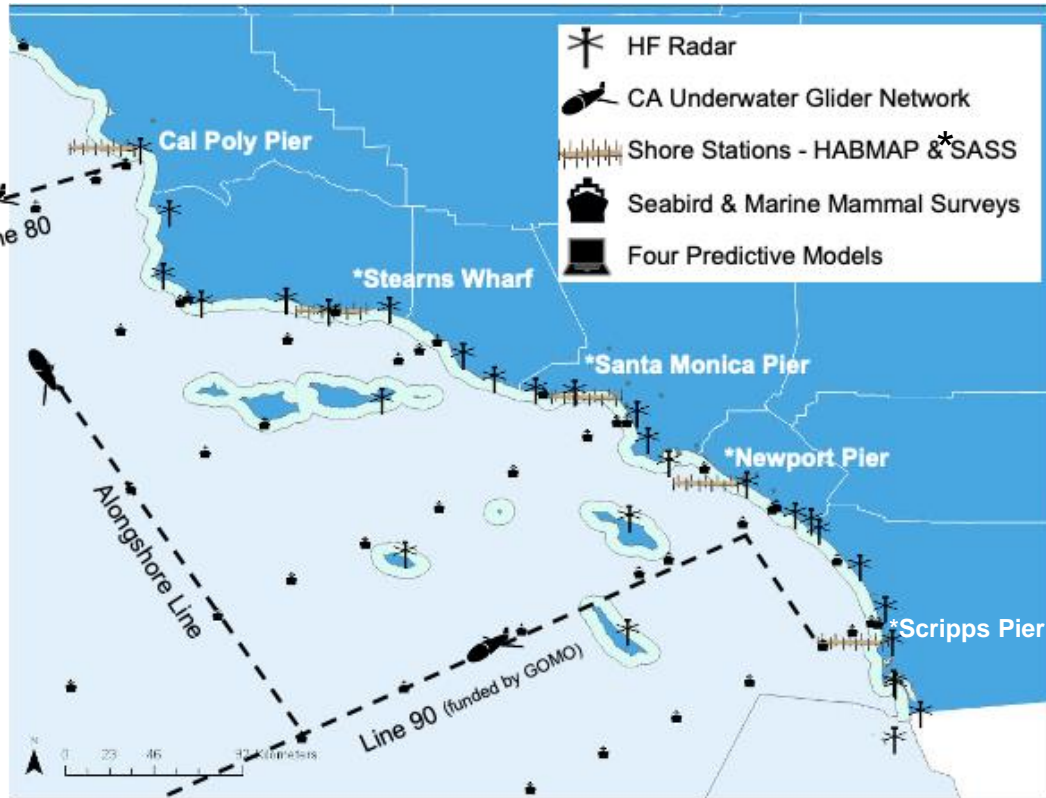 HF Radar
CA Underwater Glider Network
Shore Stations - HABMAP & *SASS
Seabird & Marine Mammal Surveys
Four Predictive Models
Cal Poly Pier
80
*Stearns Wharf
*Santa Monica Pier
*Newport Pier
Alongshore Line
*Scripps Pier
Line 90 (funded by GOMO)
N
0 23 46 92 Kilometers